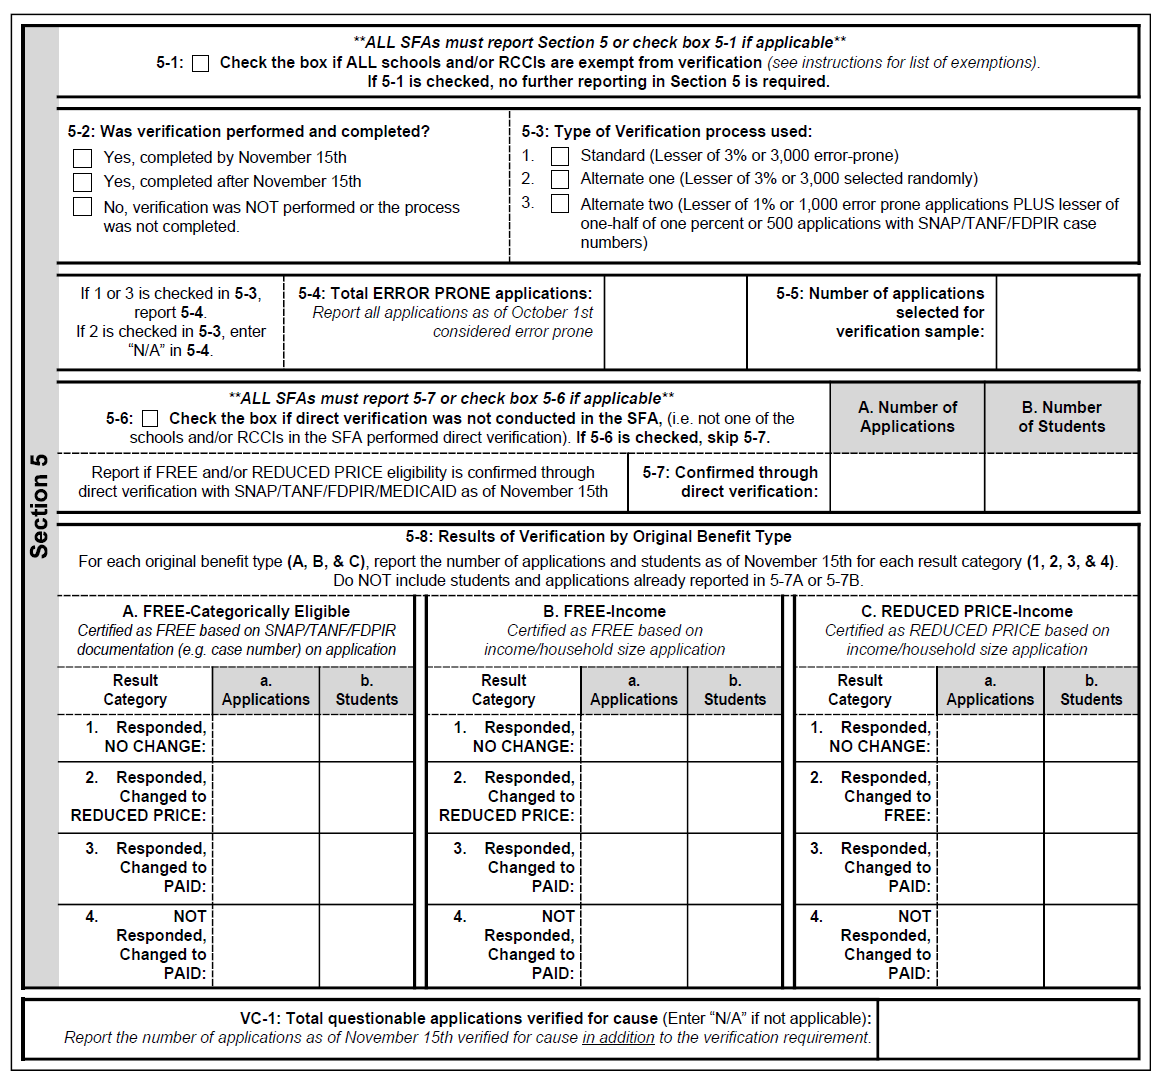 Section 5
**ALL SFAs must report Section 5 or check box 5-1 if applicable**
5-1: Check the box if ALL schools and/or RCCIs are exempt from verification (see instructions for list of exemptions).
If 5-1 is checked, no further reporting in Section 5 is required.
5-2: Was verification performed and completed?
Yes, completed by November 15th
Yes, completed after November 15th
No, verification was NOT performed or the process
was not completed.
5-3: Type of Verification process used:
1. Standard (Lesser of 3% or 3,000 error-prone)
2. Alternate one (Lesser of 3% or 3,000 selected randomly)
3. Alternate two (Lesser of 1% or 1,000 error prone applications PLUS lesser of
one-half of one percent or 500 applications with SNAP/TANF/FDPIR case
numbers)
If 1 or 3 is checked in 5-3,
report 5-4.
If 2 is checked in 5-3, enter
“N/A” in 5-4.
5-4: Total ERROR PRONE applications:
Report all applications as of October 1st
considered error prone
5-5: Number of applications
selected for
verification sample:
**ALL SFAs must report 5-7 or check box 5-6 if applicable**
5-6: Check the box if direct verification was not conducted in the SFA, (i.e. not one of the
schools and/or RCCIs in the SFA performed direct verification). If 5-6 is checked, skip 5-7.
A. Number of
Applications
B. Number
of Students
Report if FREE and/or REDUCED PRICE eligibility is confirmed through
direct verification with SNAP/TANF/FDPIR/MEDICAID as of November 15th
5-7: Confirmed through
direct verification:
5-8: Results of Verification by Original Benefit Type
For each original benefit type (A, B, & C), report the number of applications and students as of November 15th for each result category (1, 2, 3, & 4).
Do NOT include students and applications already reported in 5-7A or 5-7B.
A. FREE-Categorically Eligible
Certified as FREE based on SNAP/TANF/FDPIR
documentation (e.g. case number) on application
Result
Category
a.
Applications
b.
Students
1. Responded,
NO CHANGE:
2. Responded,
Changed to
REDUCED PRICE:
3. Responded,
Changed to
PAID:
4. NOT
Responded,
Changed to
PAID:
B. FREE-Income
Certified as FREE based on
income/household size application
Result
Category
a.
Applications
b.
Students
1. Responded,
NO CHANGE:
2. Responded,
Changed to
REDUCED PRICE:
3. Responded,
Changed to
PAID:
4. NOT
Responded,
Changed to
PAID:
C. REDUCED PRICE-Income
Certified as REDUCED PRICE based on
income/household size application
Result
Category
a.
Applications
b.
Students
1. Responded,
NO CHANGE:
2. Responded,
Changed to
FREE:
3. Responded,
Changed to
PAID:
4. NOT
Responded,
Changed to
PAID:
VC-1: Total questionable applications verified for cause (Enter “N/A” if not applicable):
Report the number of applications as of November 15th verified for cause in addition to the verification requirement.